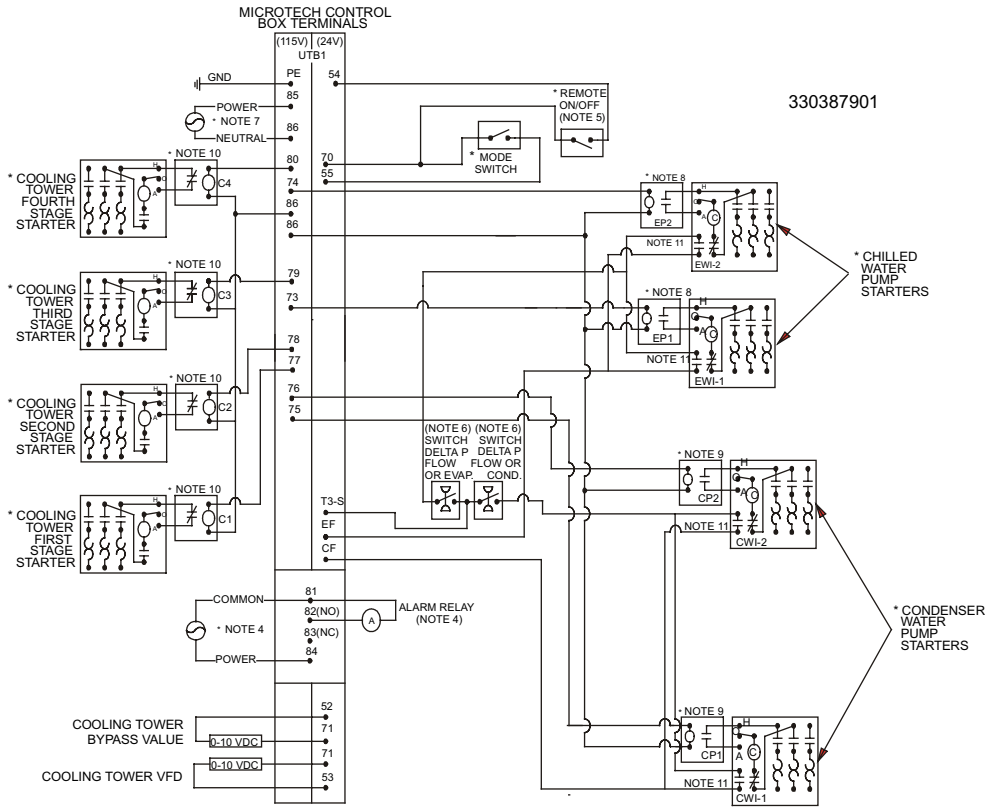 MICROTECH CONTROL
BOX TERMINALS
(115V) (24V)
UTB1
GND
PE
54
85
POWER
* NOTE 7
NEUTRAL
86
* REMOTE
ON/OFF
(NOTE 5)
330387901
* MODE
SWITCH
70
55
80
74
86
86
* NOTE 10
C4
H
O
A
* COOLING
TOWER
FOURTH
STAGE
STARTER
* NOTE 8
EP2
H
O
A
C
NOTE 11
EWI-2
* CHILLED
WATER
PUMP
STARTERS
* NOTE 10
C3
H
O
A
* COOLING
TOWER
THIRD
STAGE
STARTER
79
73
* NOTE 8
EP1
H
O
A
C
NOTE 11
EWI-1
78
77
76
75
* NOTE 10
C2
H
O
A
* COOLING
TOWER
SECOND
STAGE
STARTER
(NOTE 6)
SWITCH
DELTA P
FLOW
OR EVAP.
(NOTE 6)
SWITCH
DELTA P
FLOW OR
COND.
* NOTE 9
CP2
H
O
A
C
NOTE 11
CWI-2
* NOTE 10
C1
H
O
A
* COOLING
TOWER
FIRST
STAGE
STARTER
T3-S
EF
CF
COMMON
81
82(NO)
83(NC)
84
* NOTE 4
POWER
A
ALARM RELAY
(NOTE 4)
* CONDENSER
WATER
PUMP
STARTERS
52
71
71
53
COOLING TOWER
BYPASS VALUE
0-10 VDC
0-10 VDC
COOLING TOWER VFD
* NOTE 9
CP1
H
O
A
C
NOTE 11
CWI-1